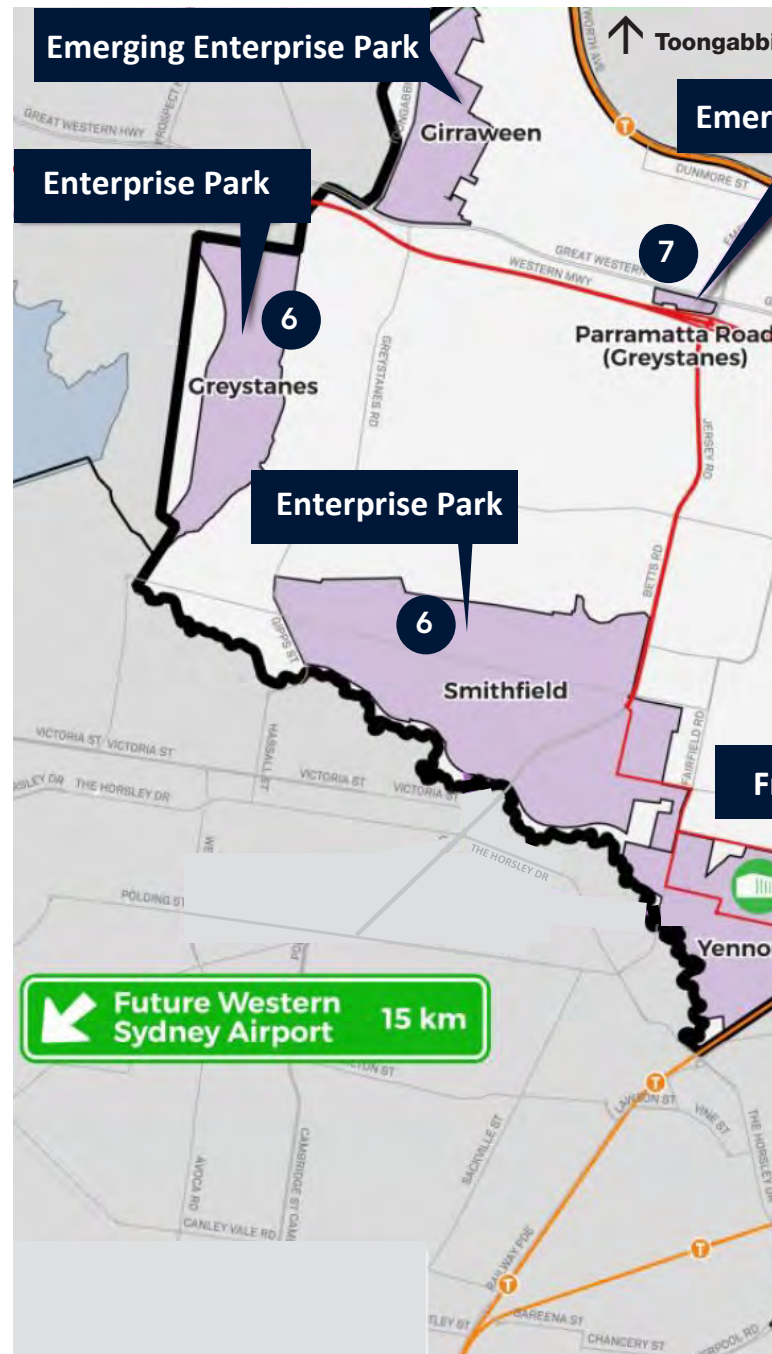 Emerging Enterprise Park
Toongabbi
GREAT WESTERN HWY
Girraween
Emer
DUNMORE ST
Enterprise Park
7
GREAT WESTERN
WESTERN MWY
6
Parramatta Road
(Greystanes)
Greystanes
GREYSTANES RD
JERSEY RD
Enterprise Park
BETTS RD
6
GIPPS ST
Smithfield
FAIRFIELD RD
VICTORIA ST VICTORIA ST
HASSALL ST
VICTORIA ST
VICTORIA ST
Fr
THE HORSLEY DR
THE HORSLEY DR
POLDING ST
Yenno
Future Western
Sydney Airport
15 km
T
LAWSON ST
VINE ST
THE HORSLEY DR
SACKVILLE ST
AVOCA RD
CAMBRIDGE ST
CANLEY VALE RD
T
T
T
BAREENA ST
CHANCERY ST